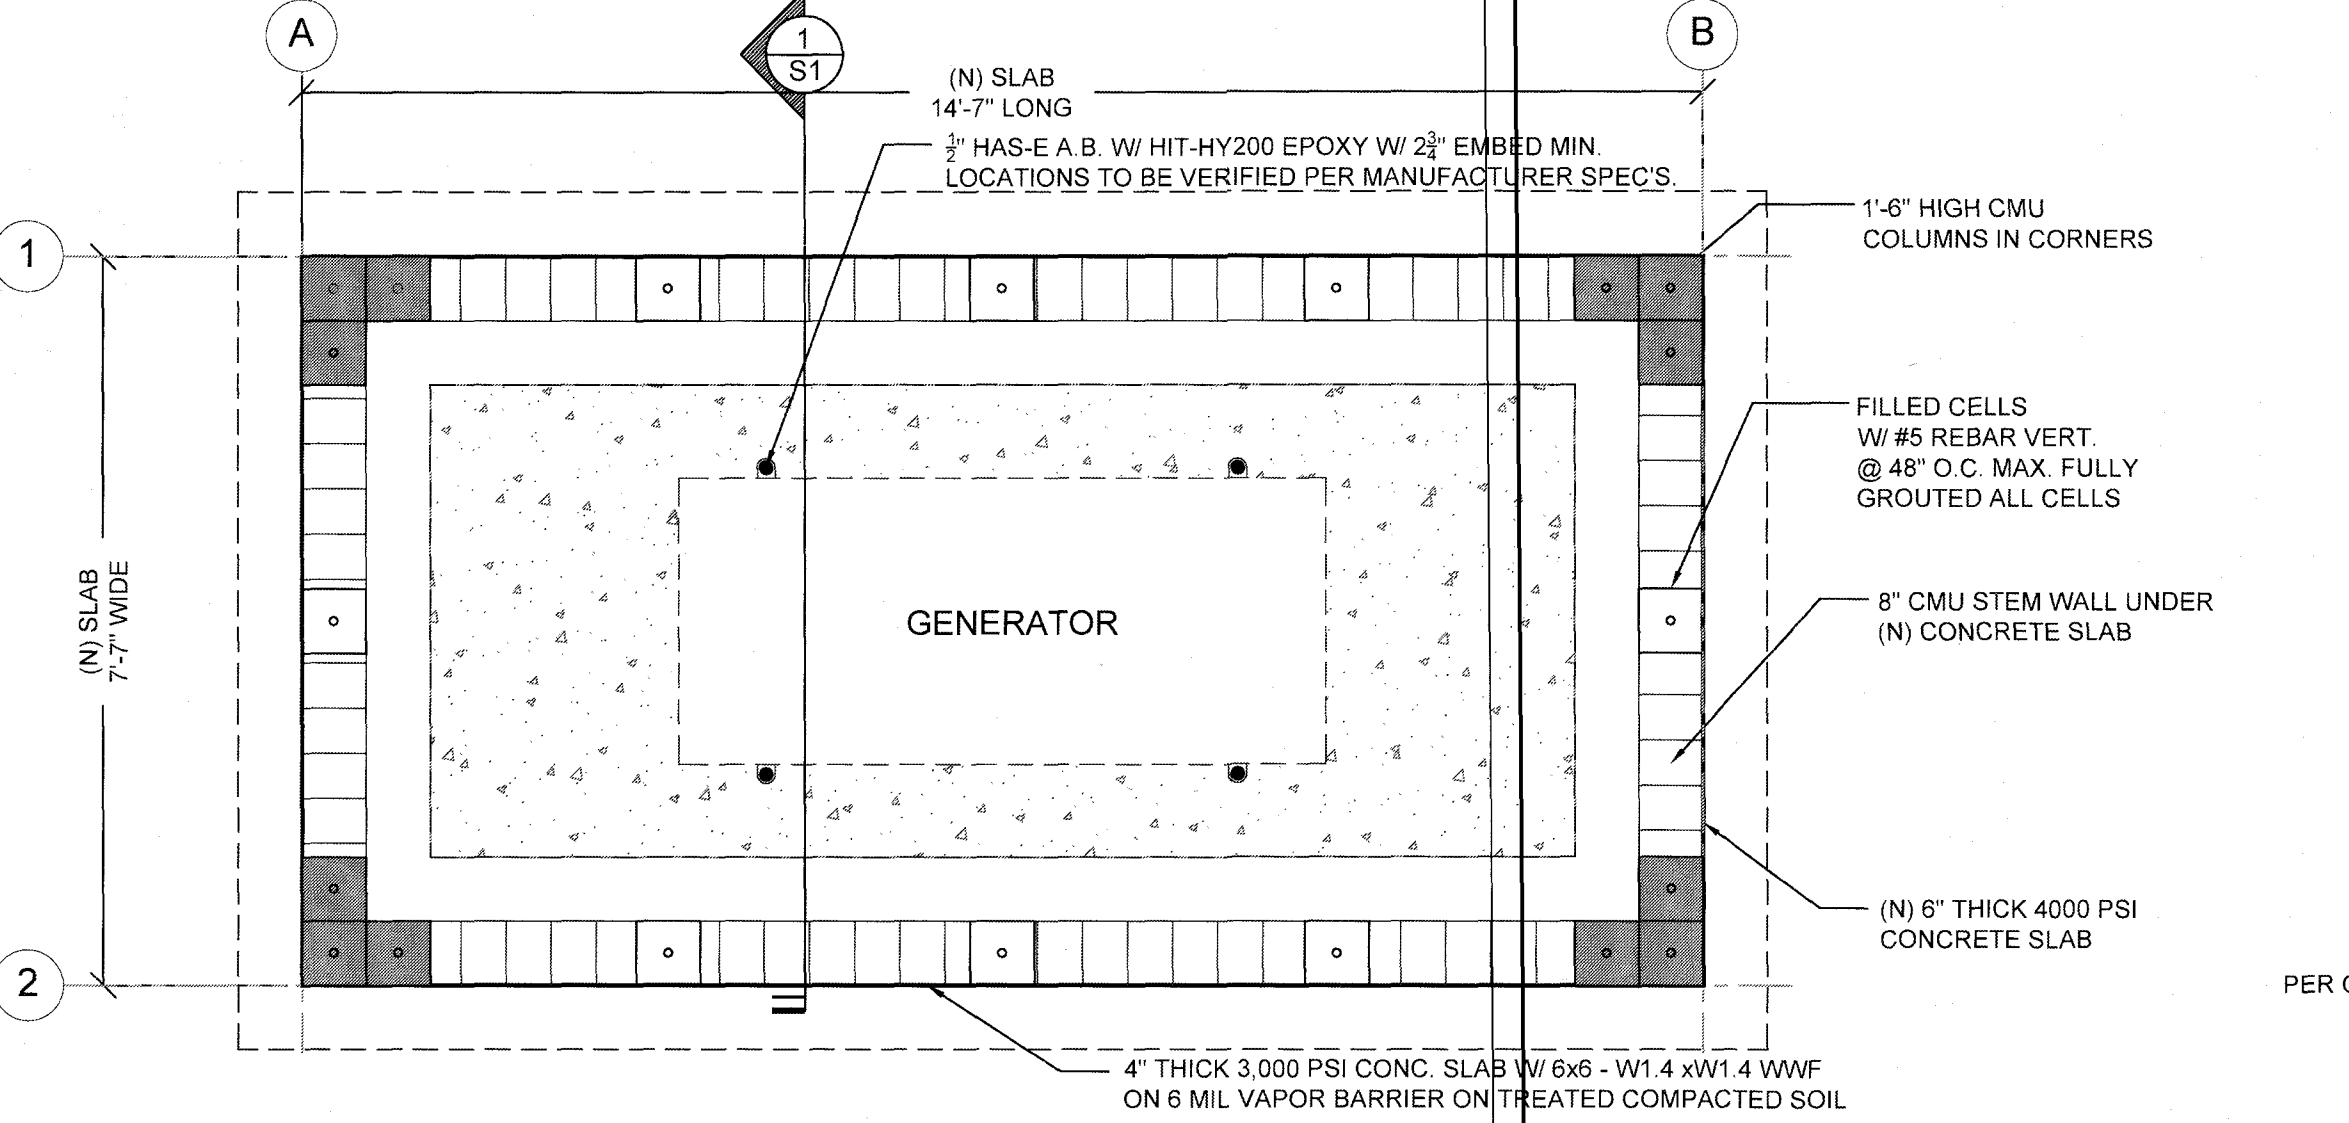 A
B
1
S1
(N) SLAB
14'-7" LONG
½" HAS-E A.B. W/ HIT-HY200 EPOXY W/ 2¾" EMBED MIN.
LOCATIONS TO BE VERIFIED PER MANUFACTURER SPEC'S.
1'-6" HIGH CMU
COLUMNS IN CORNERS
1
FILLED CELLS
W/ #5 REBAR VERT.
@ 48" O.C. MAX. FULLY
GROUTED ALL CELLS
(N) SLAB
7'-7" WIDE
GENERATOR
8" CMU STEM WALL UNDER
(N) CONCRETE SLAB
(N) 6" THICK 4000 PSI
CONCRETE SLAB
2
PER
4" THICK 3,000 PSI CONC. SLAB W/ 6x6 - W1.4 xW1.4 WWF
ON 6 MIL VAPOR BARRIER ON TREATED COMPACTED SOIL